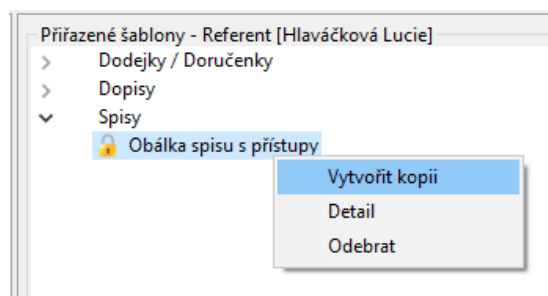 Přiřazené šablony - Referent [Hlaváčková Lucie]
Dodejky / Doručenky
Dopisy
Spisy
Obálka spisu s přístupy
Vytvořit kopii
Detail
Odebrat